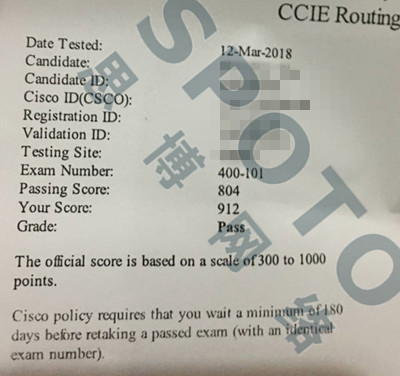 CCIE Routing
Date Tested: 12-Mar-2018
Candidate:
Candidate ID:
Cisco ID(CSCO):
Registration ID:
Validation ID:
Testing Site:
Exam Number: 400-101
Passing Score: 804
Your Score: 912
Grade: Pass
The official score is based on a scale of 300 to 1000
points.
Cisco policy requires that you wait a minimum of 180
days before retaking a passed exam (with an identical
exam number).
SPOTO
思博网络